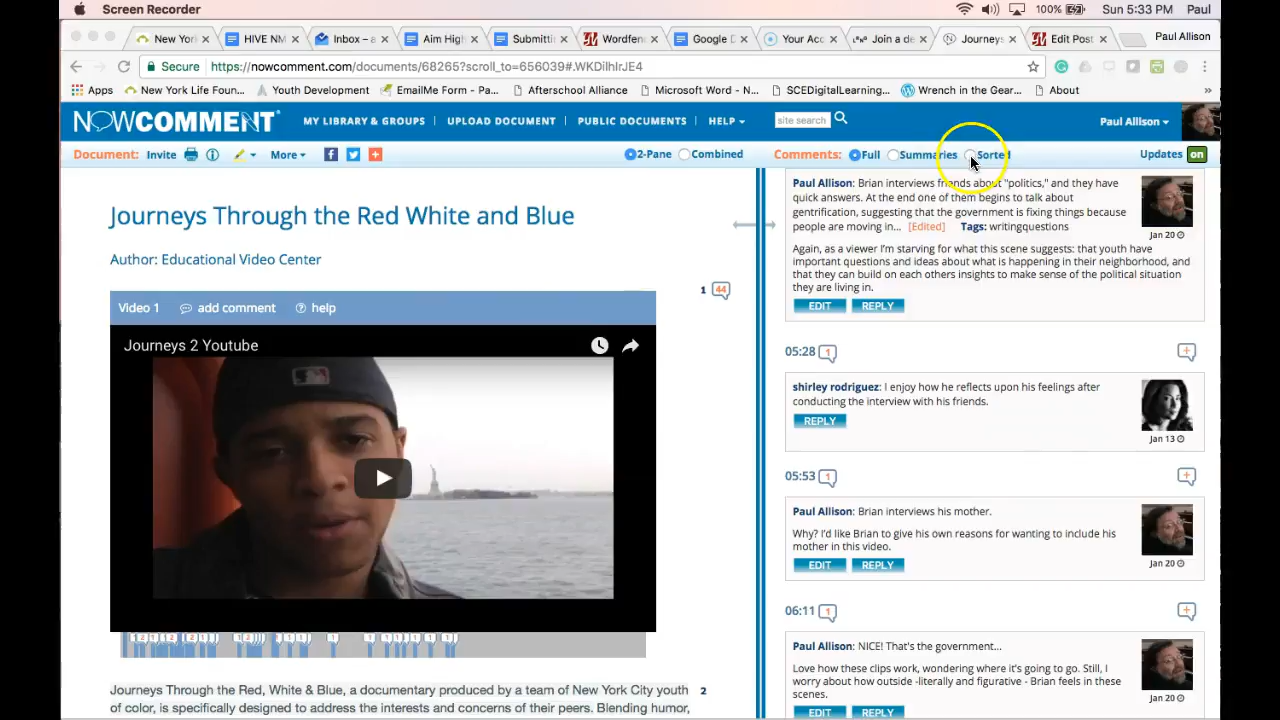 Screen Recorder
100%
Sun 5:33 PM
Paul
New York
HIVE NM
Inbox – a
Aim High
Submittin
Wordfen
Google D
Your Acc
Join a de
Journeys
Edit Post
Paul Allison
Secure
https://nowcomment.com/documents/68265?scroll_to=656039#.WKDilhIrJE4
Apps
New York Life Foun...
Youth Development
EmailMe Form - Pa...
Afterschool Alliance
Microsoft Word - N...
SCEDigitalLearning...
Wrench in the Gear...
About
»
NOWCOMMENT
MY LIBRARY & GROUPS
UPLOAD DOCUMENT
PUBLIC DOCUMENTS
HELP
site search
Paul Allison
Document:
Invite
More
2-Pane
Combined
Comments:
Full
Summaries
Sorted
Updates
on
Journeys Through the Red White and Blue
Author: Educational Video Center
1
44
Video 1
add comment
help
Journeys 2 Youtube
Journeys Through the Red, White & Blue, a documentary produced by a team of New York City youth
2
of color, is specifically designed to address the interests and concerns of their peers. Blending humor,
Paul Allison: Brian interviews friends about "politics," and they have
quick answers. At the end one of them begins to talk about
gentrification, suggesting that the government is fixing things because
people are moving in... [Edited] Tags: writingquestions
Jan 20
Again, as a viewer I'm starving for what this scene suggests: that youth have
important questions and ideas about what is happening in their neighborhood, and
that they can build on each others insights to make sense of the political situation
they are living in.
EDIT
REPLY
05:28
1
shirley rodriguez: I enjoy how he reflects upon his feelings after
conducting the interview with his friends.
REPLY
Jan 13
05:53
1
Paul Allison: Brian interviews his mother.
Why? I'd like Brian to give his own reasons for wanting to include his
mother in this video.
EDIT
REPLY
Jan 20
06:11
1
Paul Allison: NICE! That's the government...
Love how these clips work, wondering where it's going to go. Still, I
worry about how outside -literally and figurative - Brian feels in these
scenes.
EDIT
REPLY
Jan 20